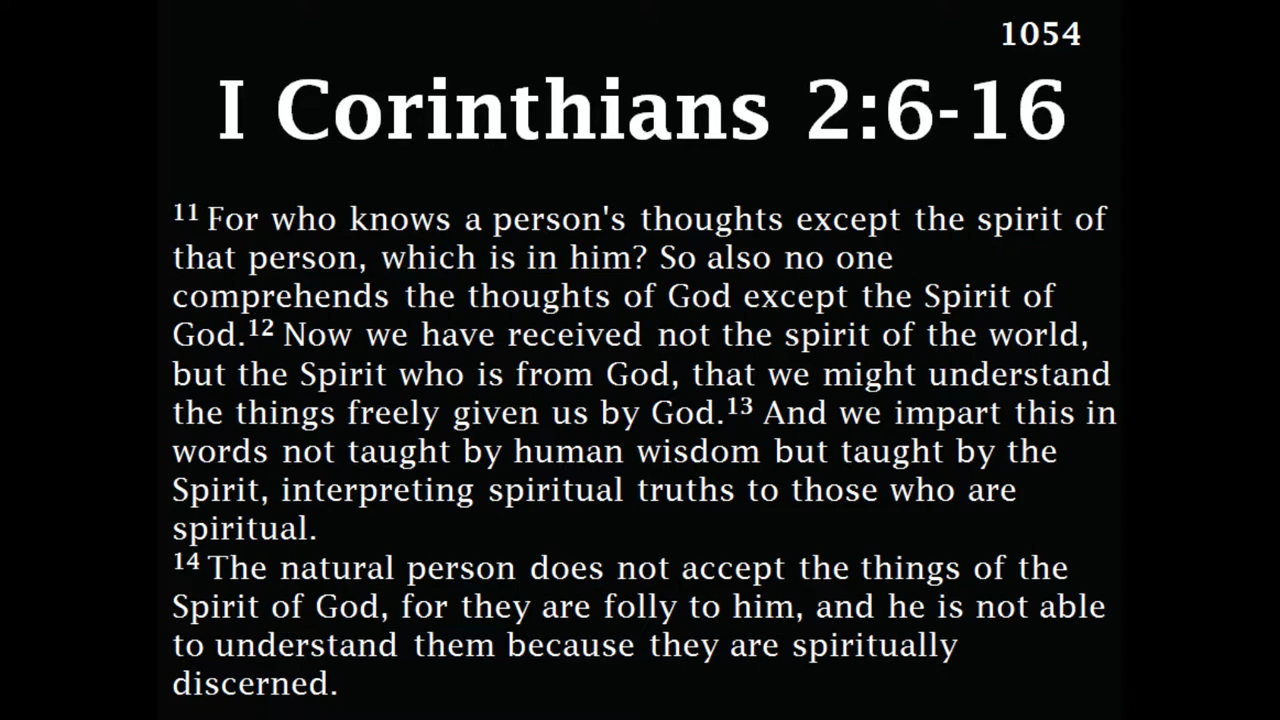 1054
I Corinthians 2:6-16
11 For who knows a person's thoughts except the spirit of
that person, which is in him? So also no one
comprehends the thoughts of God except the Spirit of
God.12 Now we have received not the spirit of the world,
but the Spirit who is from God, that we might understand
the things freely given us by God.13 And we impart this in
words not taught by human wisdom but taught by the
Spirit, interpreting spiritual truths to those who are
spiritual.
14 The natural person does not accept the things of the
Spirit of God, for they are folly to him, and he is not able
to understand them because they are spiritually
discerned.